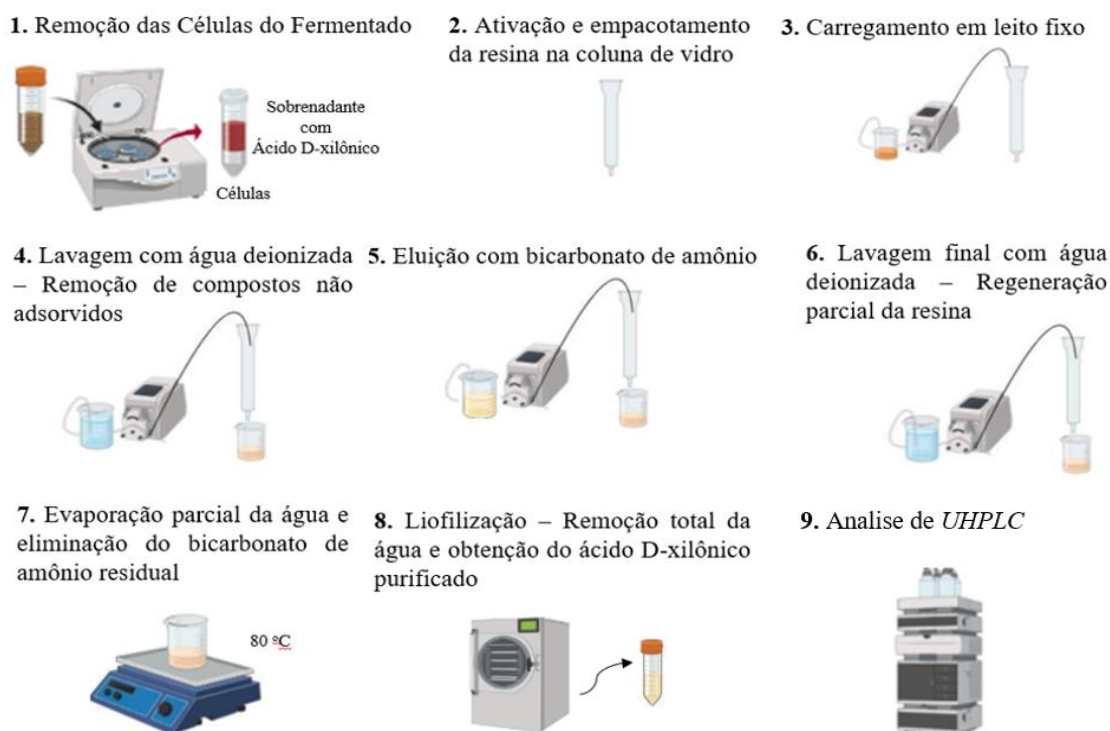 1. Remoção das Células do Fermentado
Sobrenadante
com
Ácido D-xilônico
Células
2. Ativação e empacotamento
da resina na coluna de vidro
3. Carregamento em leito fixo
4. Lavagem com água deionizada
– Remoção de compostos não
adsorvidos
5. Eluição com bicarbonato de amônio
6. Lavagem final com água
deionizada – Regeneração
parcial da resina
7. Evaporação parcial da água e
eliminação do bicarbonato de
amônio residual
80 ºC
8. Liofilização – Remoção total da
água e obtenção do ácido D-xilônico
purificado
9. Analise de UHPLC